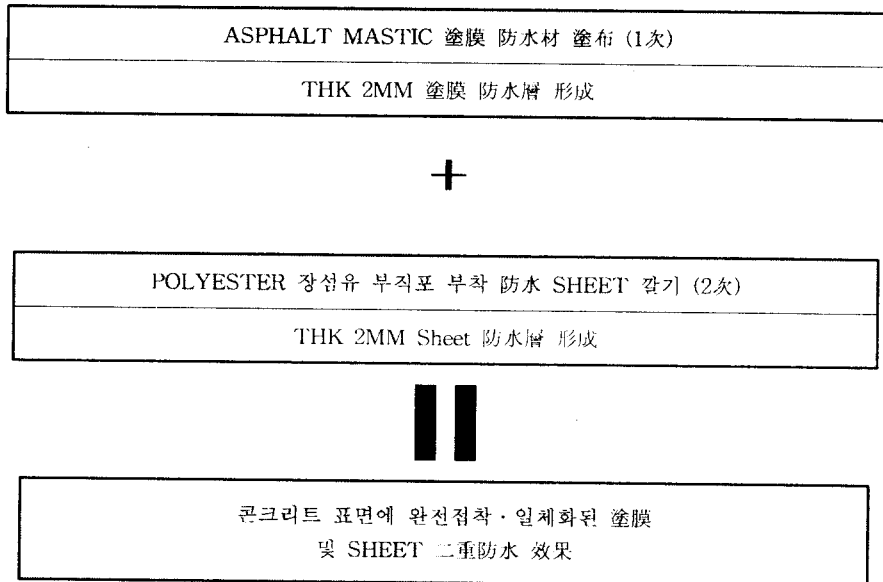 ASPHALT MASTIC 塗膜 防水材 塗布 (1次)
THK 2MM 塗膜 防水層 形成
+
POLYESTER 장섬유 부직포 부착 防水 SHEET 깔기 (2次)
THK 2MM Sheet 防水層 形成
콘크리트 표면에 완전접착·일체화된 塗膜
및 SHEET 二重防水 效果